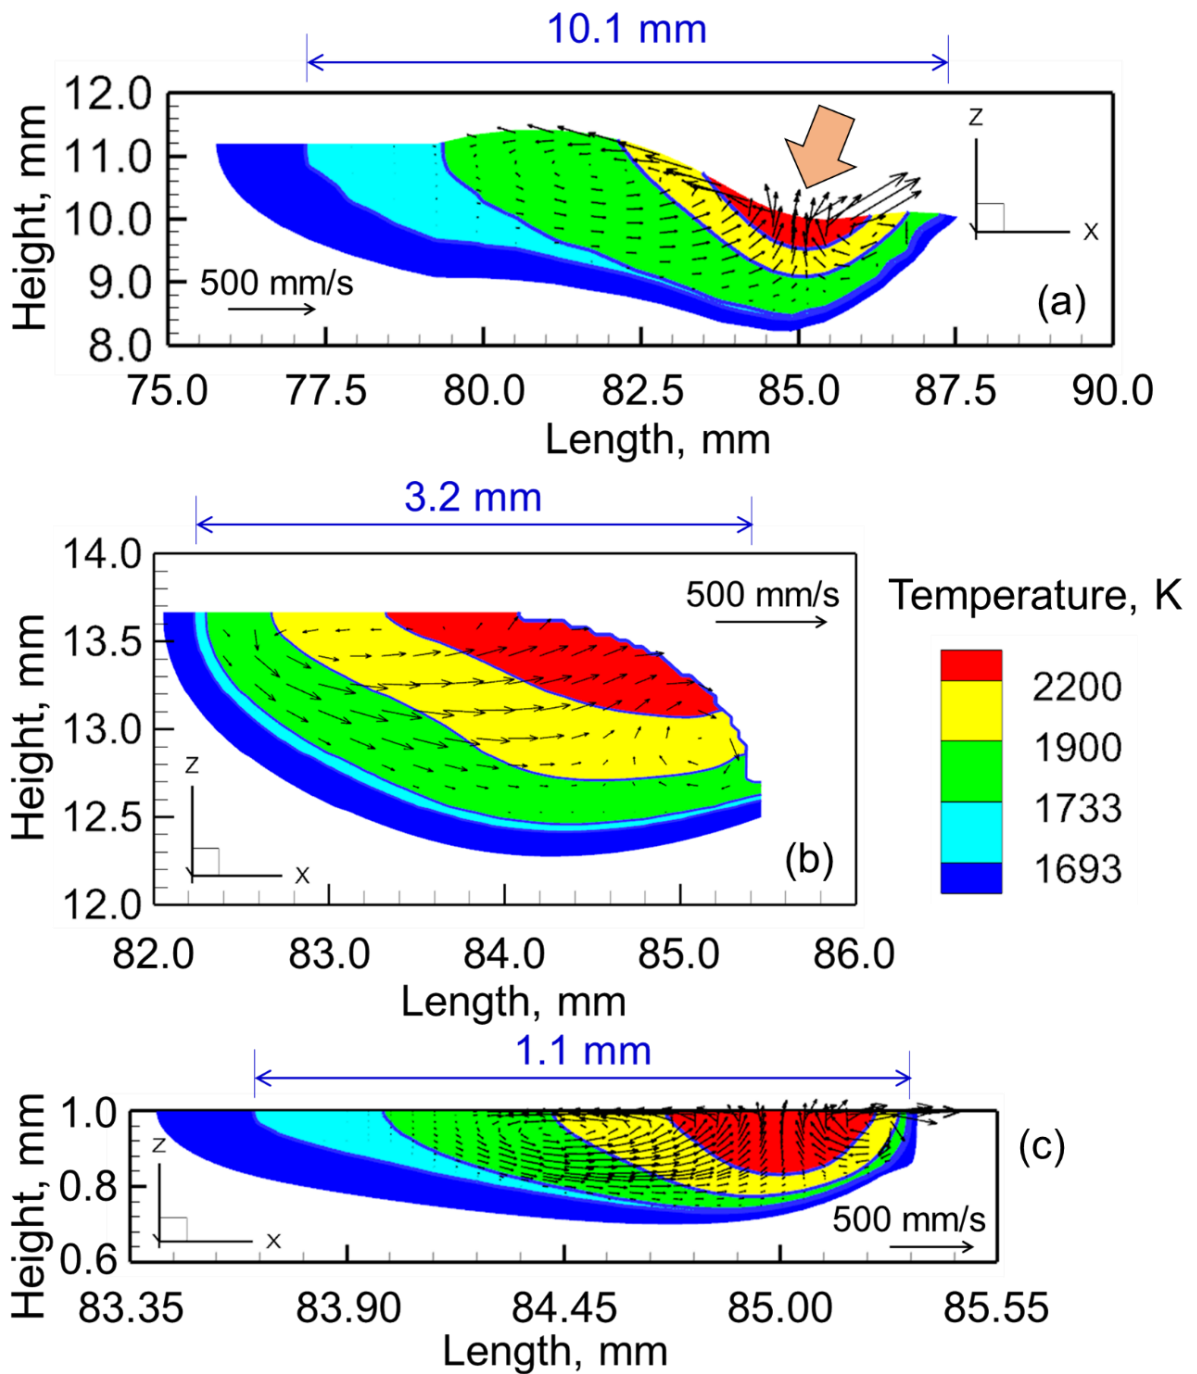 10.1 mm
12.0
11.0
10.0
9.0
8.0
Height, mm
Z
X
500 mm/s
(a)
75.0 77.5 80.0 82.5 85.0 87.5 90.0
Length, mm
3.2 mm
14.0
13.5
13.0
12.5
12.0
Height, mm
500 mm/s
Z
X
(b)
82.0 83.0 84.0 85.0 86.0
Length, mm
Temperature, K
2200
1900
1733
1693
1.1 mm
1.0
0.8
0.6
Height, mm
Z
X
(c)
500 mm/s
83.35 83.90 84.45 85.00 85.55
Length, mm